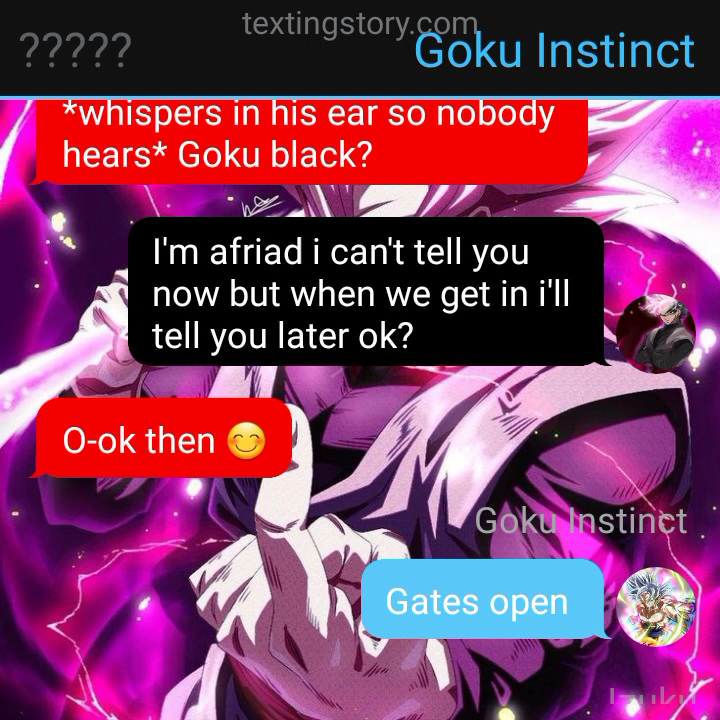 textingstory.com
?????
Goku Instinct
*whispers in his ear so nobody
hears* Goku black?
I'm afriad i can't tell you
now but when we get in i'll
tell you later ok?
O-ok then 😊
Goku Instinct
Gates open